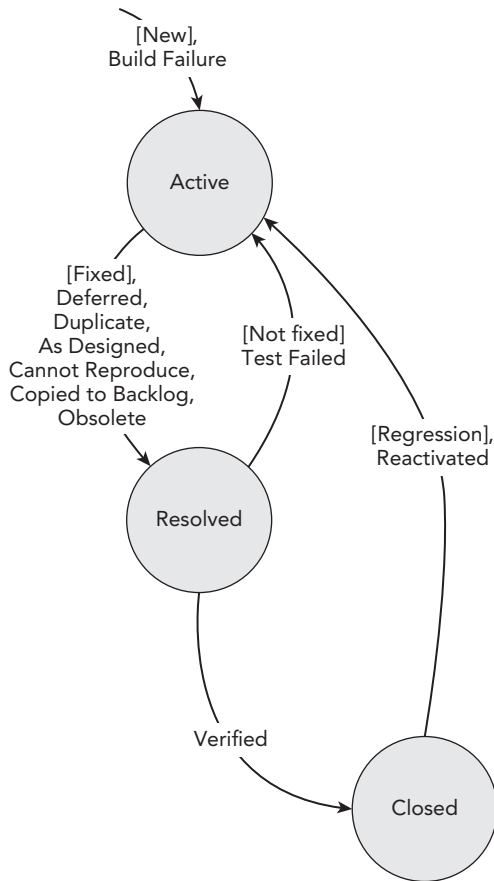 [New],
Build Failure
Active
[Fixed],
Deferred,
Duplicate,
As Designed,
Cannot Reproduce,
Copied to Backlog,
Obsolete
[Not fixed]
Test Failed
[Regression],
Reactivated
Resolved
Verified
Closed